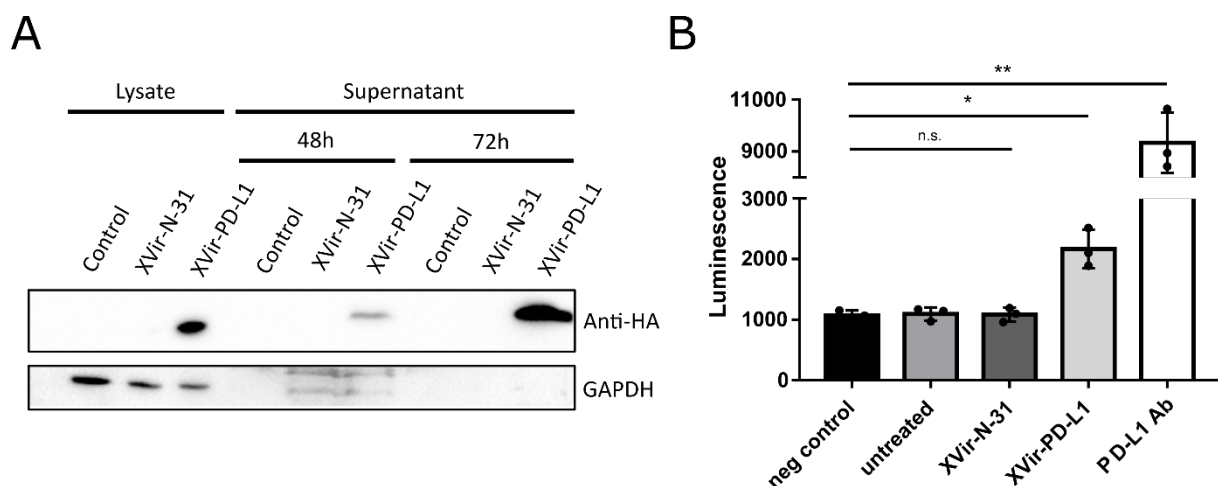 A
Lysate
Supernatant
48h
72h
Control
XVir-N-31
XVir-PD-L1
Control
XVir-N-31
XVir-PD-L1
Control
XVir-N-31
XVir-PD-L1
Anti-HA
GAPDH
B
**
*
n.s.
11000
9000
3000
2000
1000
0
Luminescence
neg control
untreated
XVir-N-31
XVir-PD-L1
PD-L1 Ab